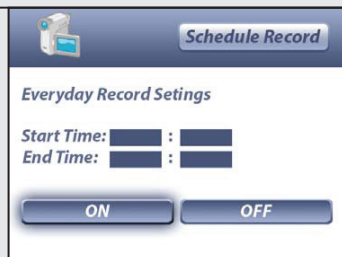 Schedule Record
Everyday Record Setings
Start Time: :
End Time: :
ON OFF